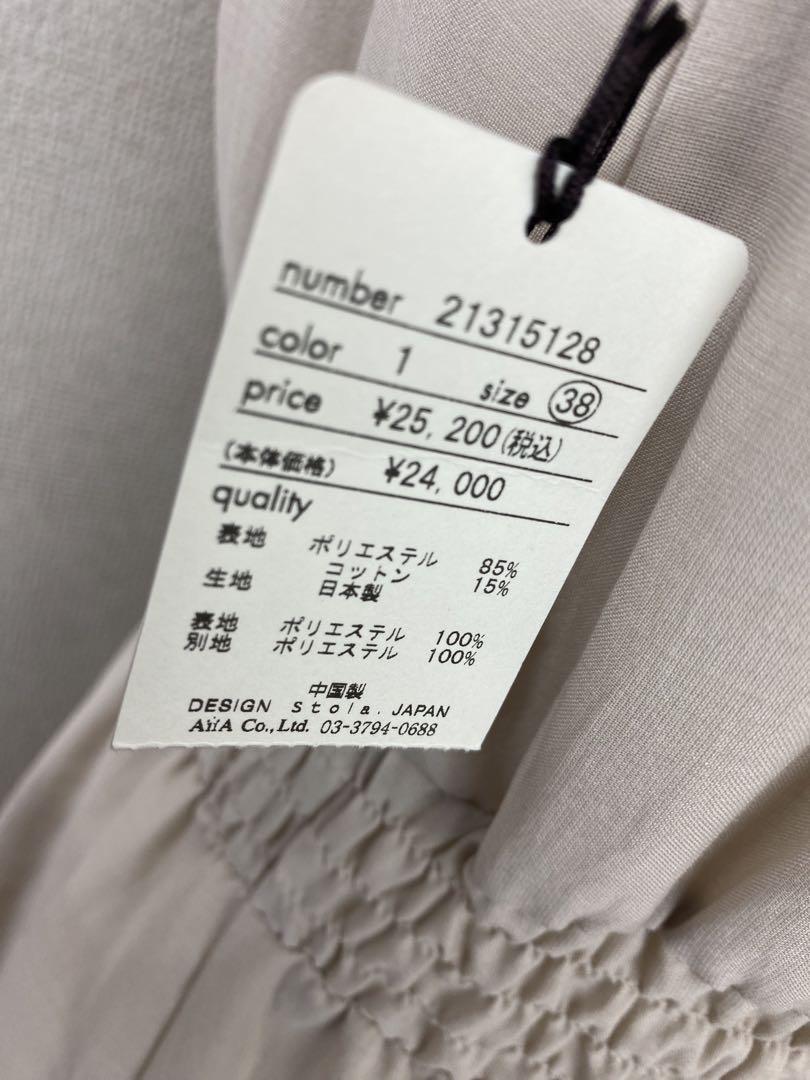 number 21315128
color 1 size 38
price ¥25,200(税込)
(本体価格) ¥24,000
quality
表地 ポリエステル 85%
コットン 15%
生地 日本製
表地 ポリエステル 100%
別地 ポリエステル 100%
中国製
DESIGN Stola. JAPAN
AiiA Co.,Ltd. 03-3794-0688